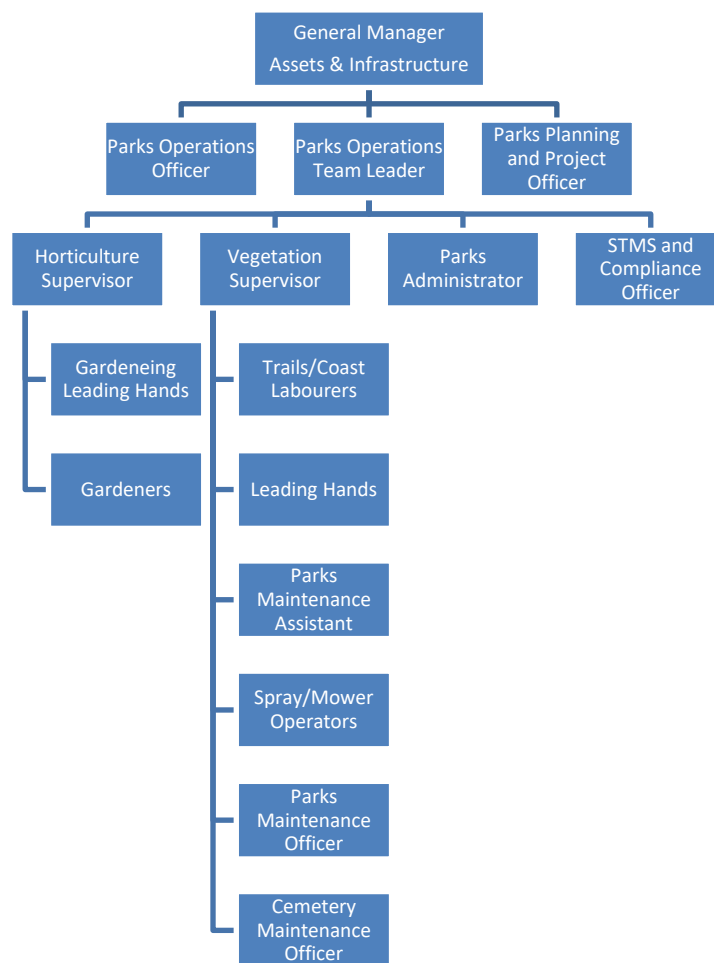 General Manager
Assets & Infrastructure
Parks Operations
Officer
Parks Operations
Team Leader
Parks Planning
and Project
Officer
Horticulture
Supervisor
Vegetation
Supervisor
Parks
Administrator
STMS and
Compliance
Officer
Gardeneing
Leading Hands
Gardeners
Trails/Coast
Labourers
Leading Hands
Parks
Maintenance
Assistant
Spray/Mower
Operators
Parks
Maintenance
Officer
Cemetery
Maintenance
Officer